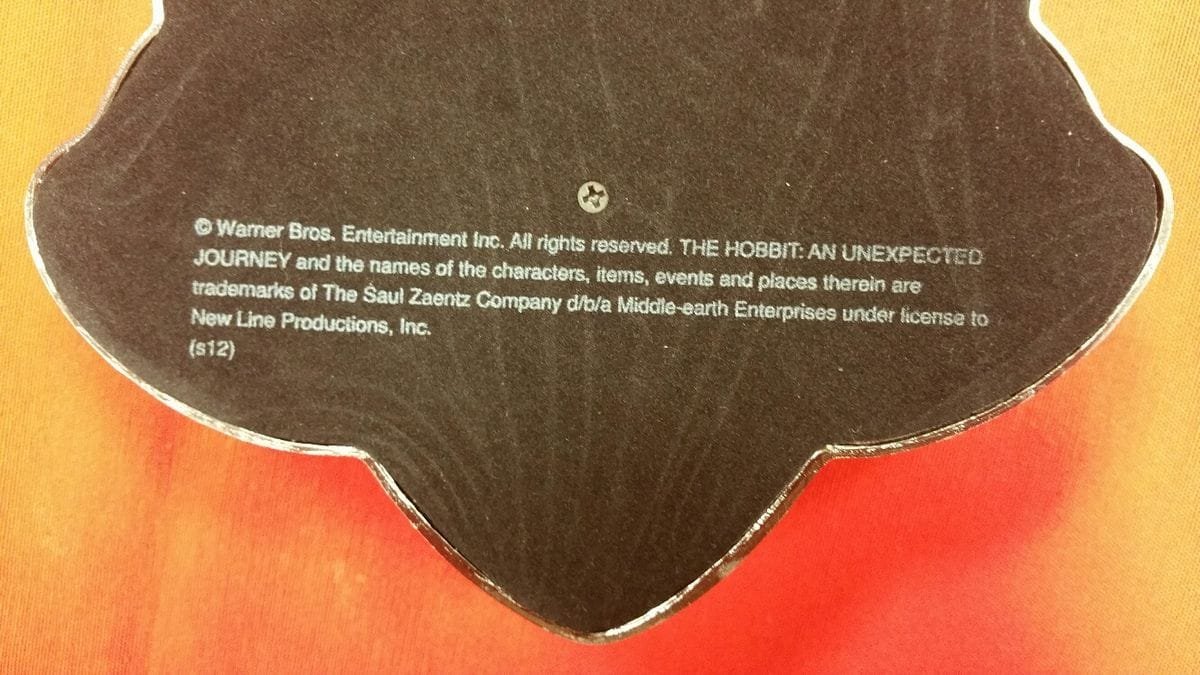 © Warner Bros. Entertainment Inc. All rights reserved. THE HOBBIT: AN UNEXPECTED
JOURNEY and the names of the characters, items, events and places therein are
trademarks of The Saul Zaentz Company d/b/a Middle-earth Enterprises under license to
New Line Productions, Inc.
(s12)